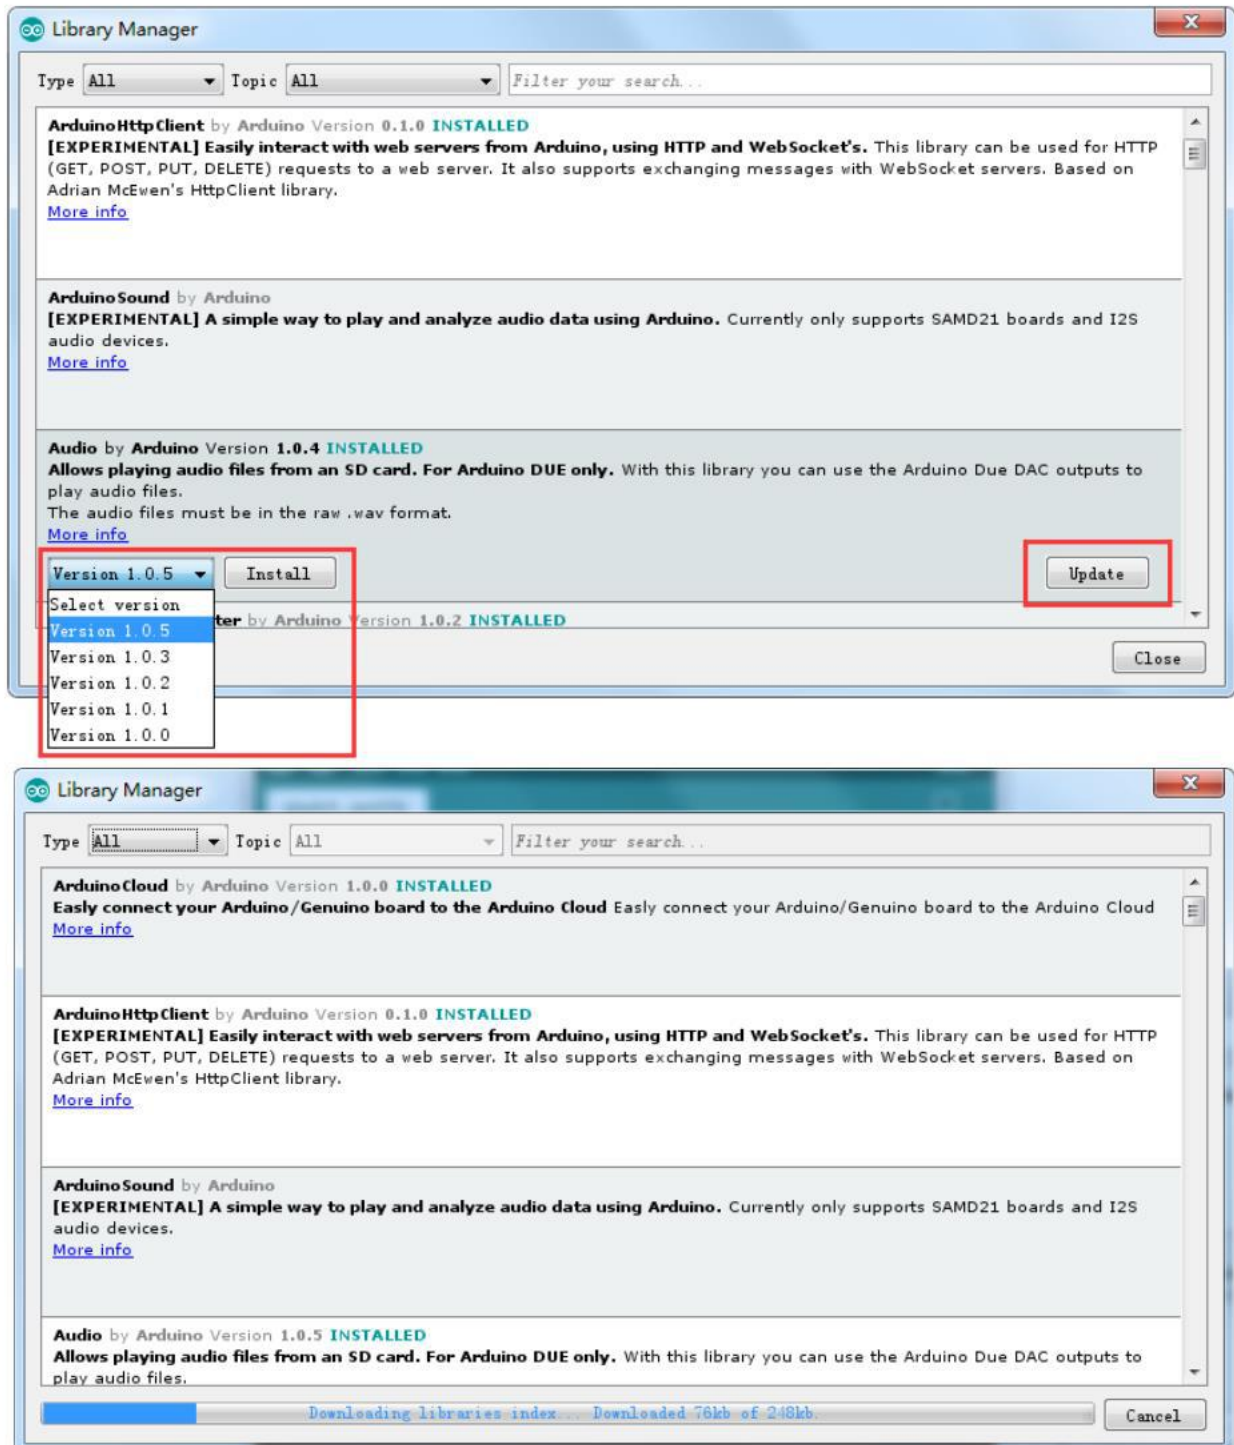 Library Manager
Type All Topic All Filter your search...
ArduinoHttpClient by Arduino Version 0.1.0 INSTALLED
[EXPERIMENTAL] Easily interact with web servers from Arduino, using HTTP and WebSocket's. This library can be used for HTTP
(GET, POST, PUT, DELETE) requests to a web server. It also supports exchanging messages with WebSocket servers. Based on
Adrian McEwen's HttpClient library.
More info
ArduinoSound by Arduino
[EXPERIMENTAL] A simple way to play and analyze audio data using Arduino. Currently only supports SAMD21 boards and I2S
audio devices.
More info
Audio by Arduino Version 1.0.4 INSTALLED
Allows playing audio files from an SD card. For Arduino DUE only. With this library you can use the Arduino Due DAC outputs to
play audio files.
The audio files must be in the raw .wav format.
More info
Version 1.0.5 Install Update
Select version
ter by Arduino Version 1.0.2 INSTALLED
Version 1.0.5
Version 1.0.3
Close
Version 1.0.2
Version 1.0.1
Version 1.0.0
Library Manager
Type All Topic All Filter your search...
ArduinoCloud by Arduino Version 1.0.0 INSTALLED
Easly connect your Arduino/Genuino board to the Arduino Cloud Easly connect your Arduino/Genuino board to the Arduino Cloud
More info
ArduinoHttpClient by Arduino Version 0.1.0 INSTALLED
[EXPERIMENTAL] Easily interact with web servers from Arduino, using HTTP and WebSocket's. This library can be used for HTTP
(GET, POST, PUT, DELETE) requests to a web server. It also supports exchanging messages with WebSocket servers. Based on
Adrian McEwen's HttpClient library.
More info
ArduinoSound by Arduino
[EXPERIMENTAL] A simple way to play and analyze audio data using Arduino. Currently only supports SAMD21 boards and I2S
audio devices.
More info
Audio by Arduino Version 1.0.5 INSTALLED
Allows playing audio files from an SD card. For Arduino DUE only. With this library you can use the Arduino Due DAC outputs to
play audio files.
Downloading libraries index... Downloaded 76kb of 248kb. Cancel